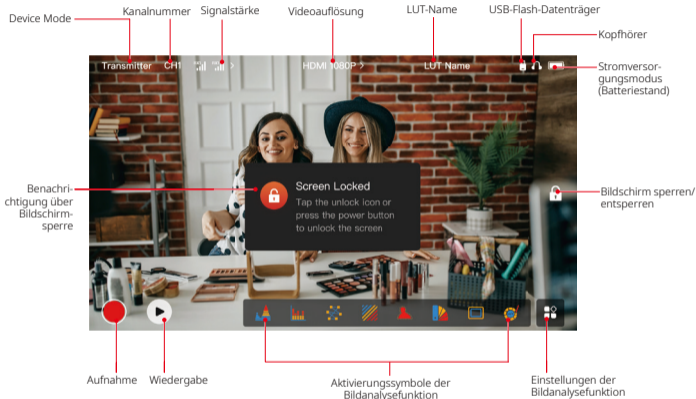 Device Mode
Kanalnummer
Signalstärke
Videoauflösung
LUT-Name
USB-Flash-Datenträger
Kopfhörer
Stromversor-
gungsmodus
(Batteriestand)
Transmitter CH1 HDMI 1080P LUT Name
Benachri-
chtigung über
Bildschirm-
sperre
Screen Locked
Tap the unlock icon or
press the power button
to unlock the screen
Bildschirm sperren/
entsperren
Aufnahme
Wiedergabe
Aktivierungssymbole der
Bildanalysefunktion
Einstellungen der
Bildanalysefunktion